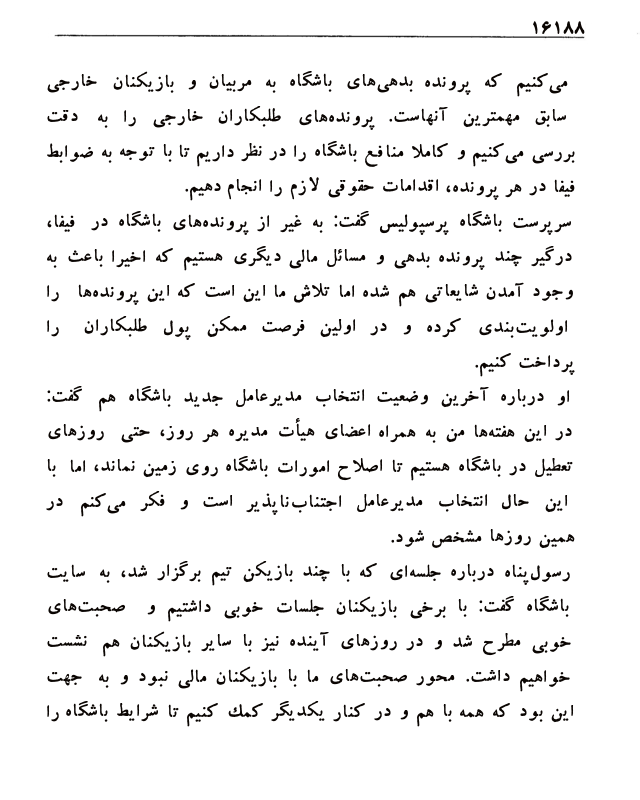 ۱۶۱۸۸
می‌کنیم که پرونده بدهی‌های باشگاه به مربیان و بازیکنان خارجی
سابق مهمترین آنهاست. پرونده‌های طلبکاران خارجی را به دقت
بررسی می‌کنیم و کاملا منافع باشگاه را در نظر داریم تا با توجه به ضوابط
فیفا در هر پرونده، اقدامات حقوقی لازم را انجام دهیم.
سرپرست باشگاه پرسپولیس گفت: به غیر از پرونده‌های باشگاه در فیفا،
درگیر چند پرونده بدهی و مسائل مالی دیگری هستیم که اخیرا باعث به
وجود آمدن شایعاتی هم شده اما تلاش ما این است که این پرونده‌ها را
اولویت‌بندی کرده و در اولین فرصت ممکن پول طلبکاران را
پرداخت کنیم.
او درباره آخرین وضعیت انتخاب مدیرعامل جدید باشگاه هم گفت:
در این هفته‌ها من به همراه اعضای هیأت مدیره هر روز، حتی روزهای
تعطیل در باشگاه هستیم تا اصلاح امورات باشگاه روی زمین نماند، اما با
این حال انتخاب مدیرعامل اجتناب‌ناپذیر است و فکر می‌کنم در
همین روزها مشخص شود.
رسول‌پناه درباره جلسه‌ای که با چند بازیکن تیم برگزار شد، به سایت
باشگاه گفت: با برخی بازیکنان جلسات خوبی داشتیم و صحبت‌های
خوبی مطرح شد و در روزهای آینده نیز با سایر بازیکنان هم نشست
خواهیم داشت. محور صحبت‌های ما با بازیکنان مالی نبود و به جهت
این بود که همه با هم و در کنار یکدیگر کمك کنیم تا شرایط باشگاه را